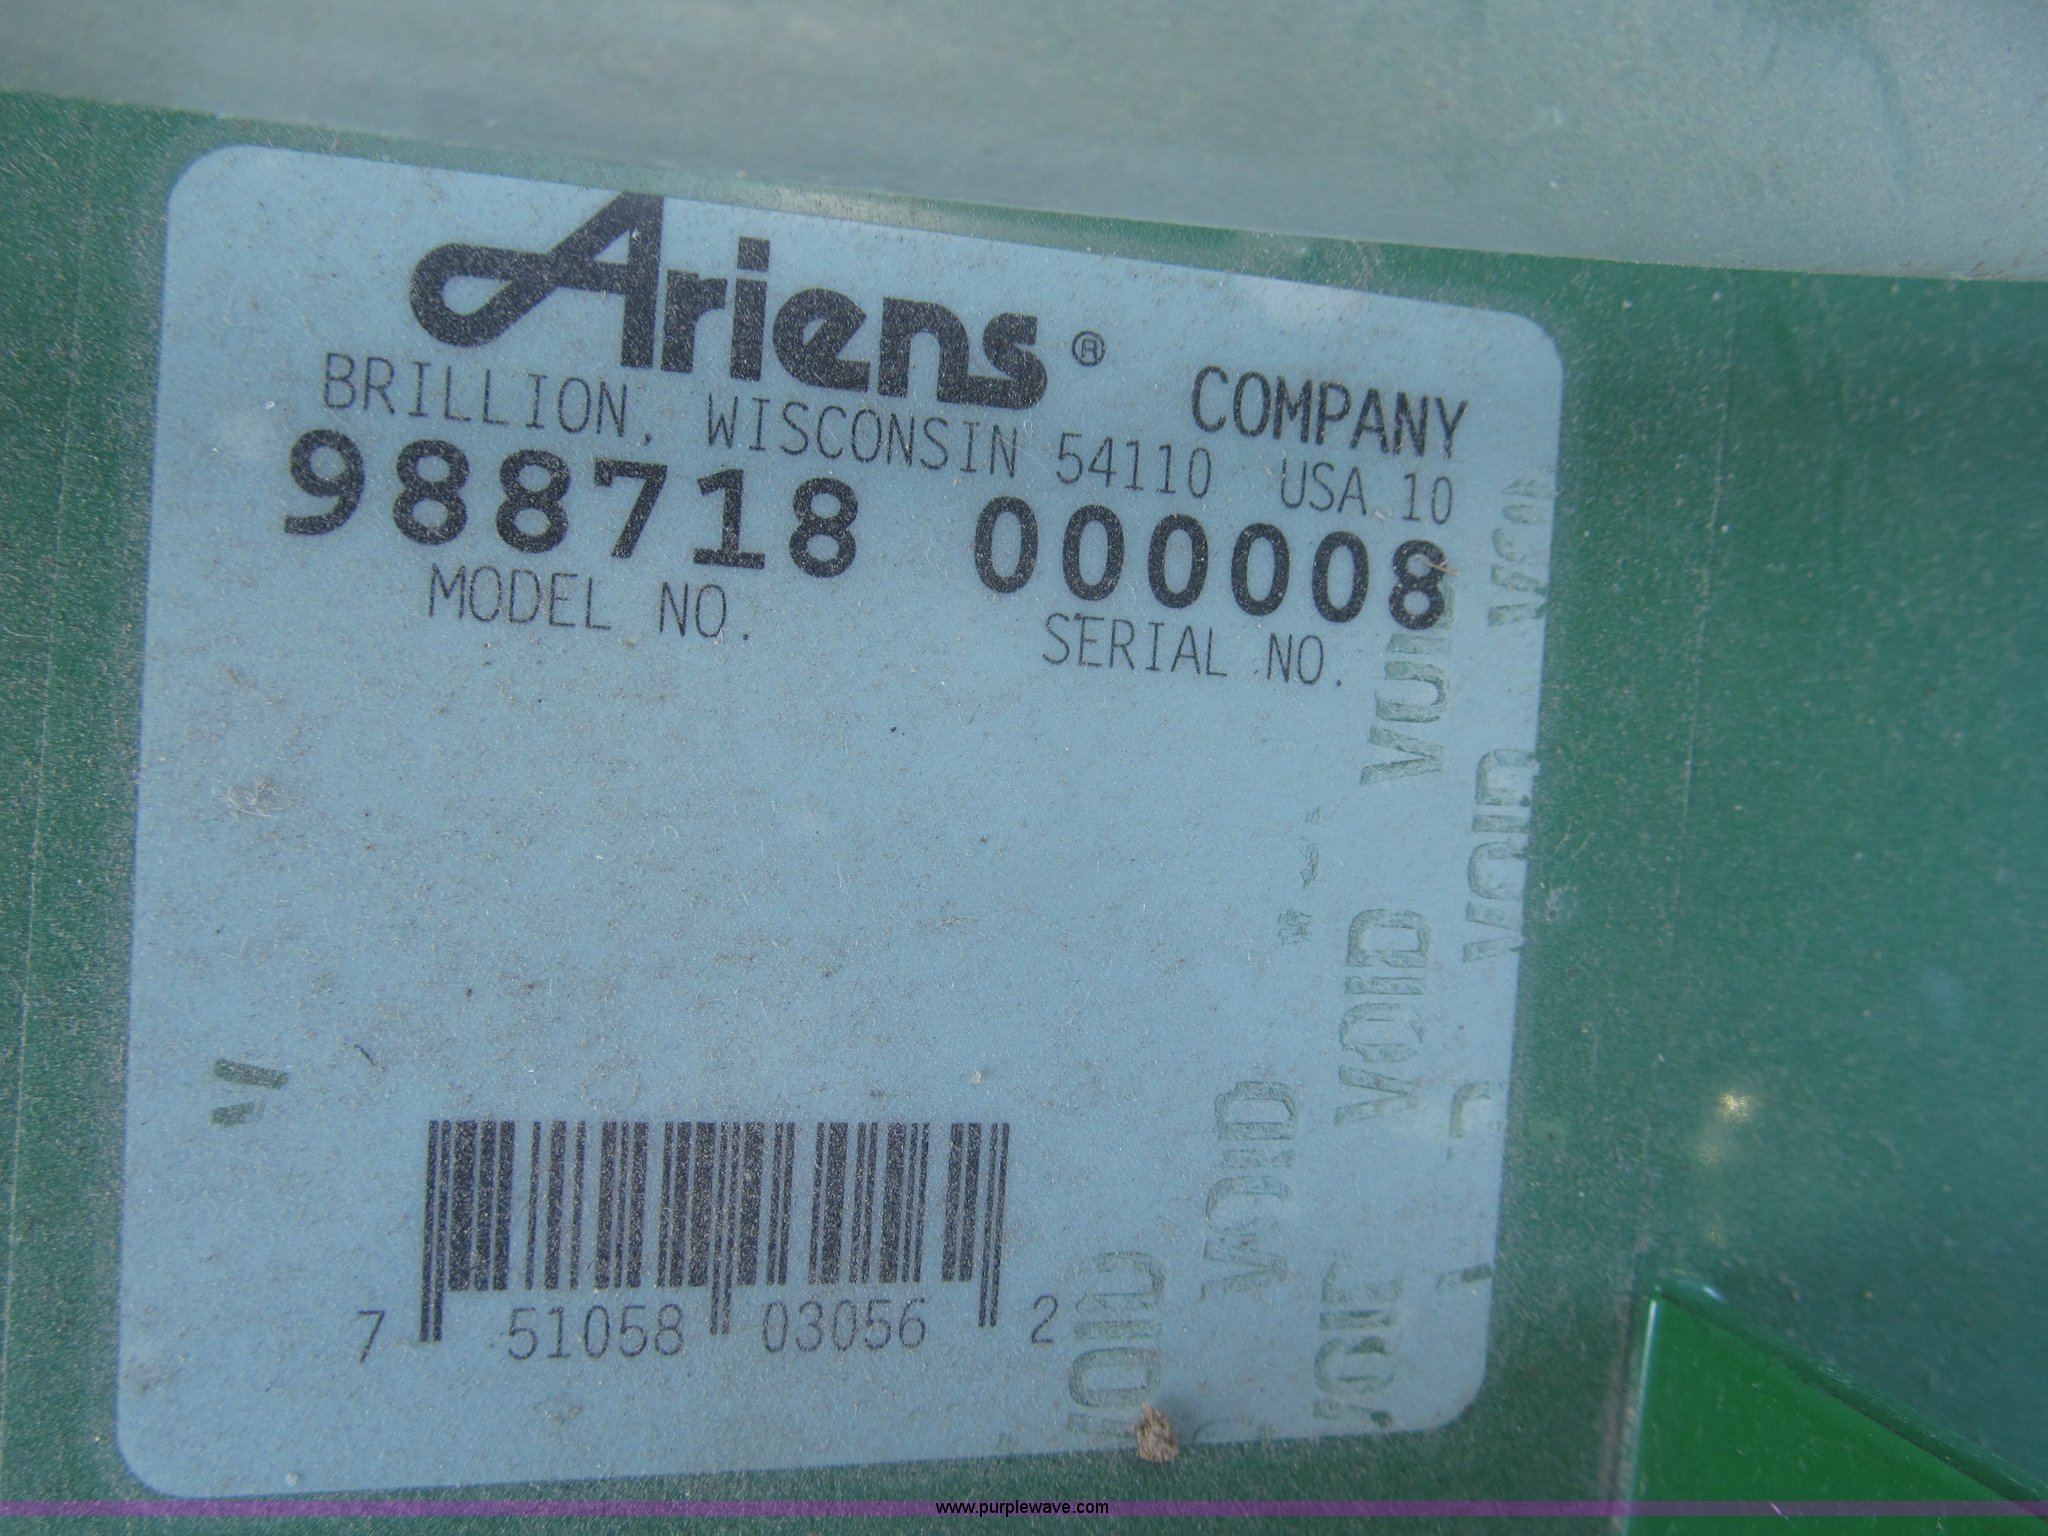 Ariens® COMPANY
BRILLION, WISCONSIN 54110 USA 10
988718 000008
MODEL NO. SERIAL NO.
VOID
VOID
VOID
VOID
7 51058 03056 2
www.purplewave.com